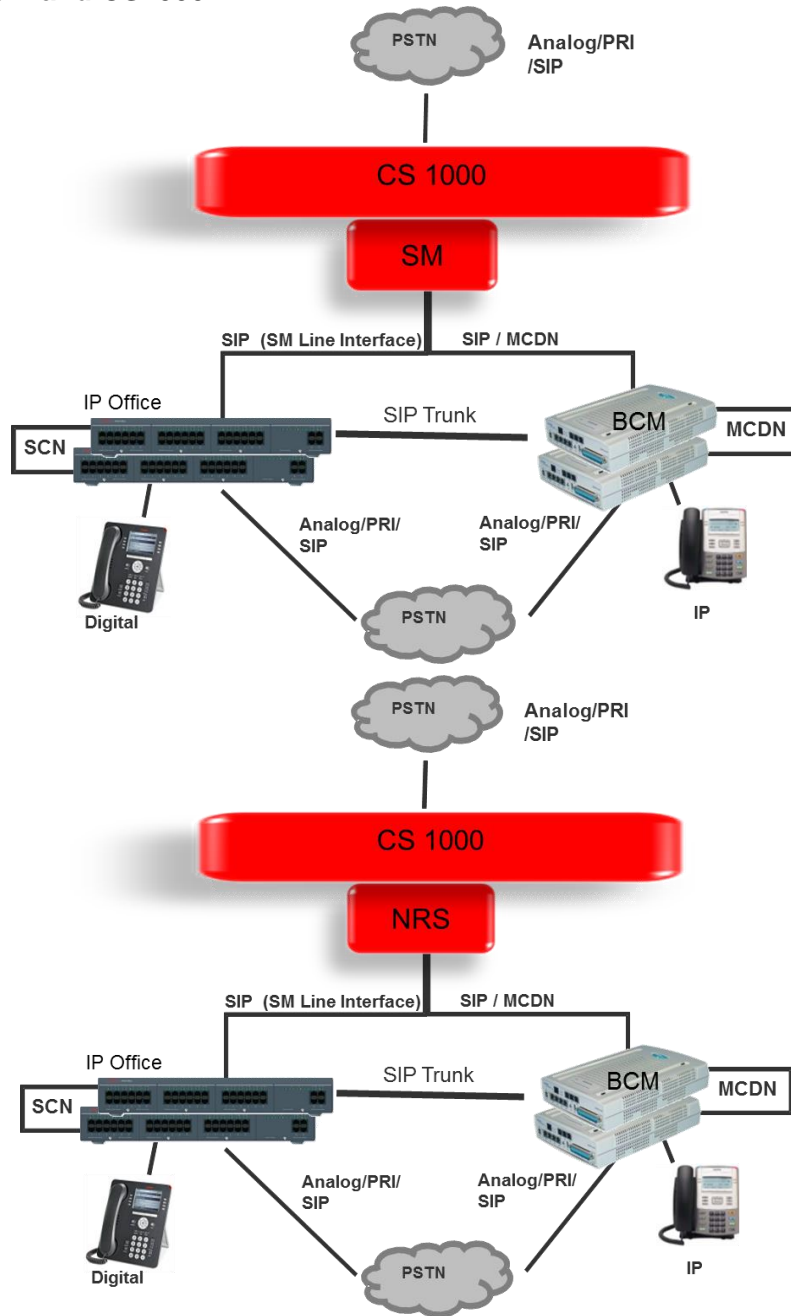 PSTN
Analog/PRI
/SIP
CS 1000
SM
SIP (SM Line Interface)
SIP / MCDN
IP Office
SIP Trunk
BCM
SCN
MCDN
Analog/PRI/
SIP
Analog/PRI/
SIP
Digital
PSTN
IP
PSTN
Analog/PRI
/SIP
CS 1000
NRS
SIP (SM Line Interface)
SIP / MCDN
IP Office
SIP Trunk
BCM
SCN
MCDN
Analog/PRI/
SIP
Analog/PRI/
SIP
Digital
PSTN
IP